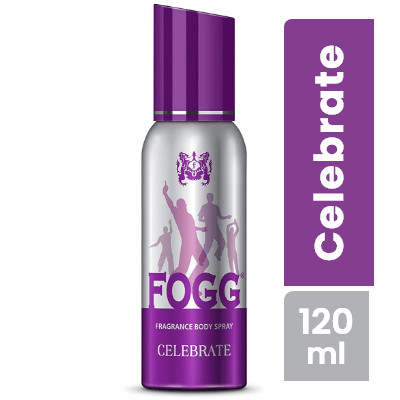 FOGG®
FRAGRANCE BODY SPRAY
CELEBRATE
Celebrate
120
ml